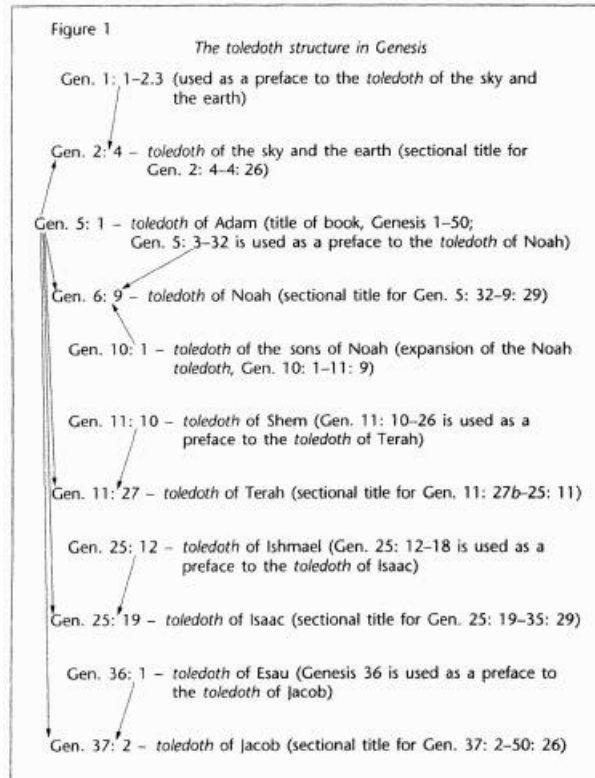 Figure 1
The toledoth structure in Genesis
Gen. 1: 1–2.3 (used as a preface to the toledoth of the sky and
the earth)
Gen. 2: 4 – toledoth of the sky and the earth (sectional title for
Gen. 2: 4–4: 26)
Gen. 5: 1 – toledoth of Adam (title of book, Genesis 1–50;
Gen. 5: 3–32 is used as a preface to the toledoth of Noah)
Gen. 6: 9 – toledoth of Noah (sectional title for Gen. 5: 32–9: 29)
Gen. 10: 1 – toledoth of the sons of Noah (expansion of the Noah
toledoth, Gen. 10: 1–11: 9)
Gen. 11: 10 – toledoth of Shem (Gen. 11: 10–26 is used as a
preface to the toledoth of Terah)
Gen. 11: 27 – toledoth of Terah (sectional title for Gen. 11: 27b–25: 11)
Gen. 25: 12 – toledoth of Ishmael (Gen. 25: 12–18 is used as a
preface to the toledoth of Isaac)
Gen. 25: 19 – toledoth of Isaac (sectional title for Gen. 25: 19–35: 29)
Gen. 36: 1 – toledoth of Esau (Genesis 36 is used as a preface to
the toledoth of Jacob)
Gen. 37: 2 – toledoth of Jacob (sectional title for Gen. 37: 2–50: 26)